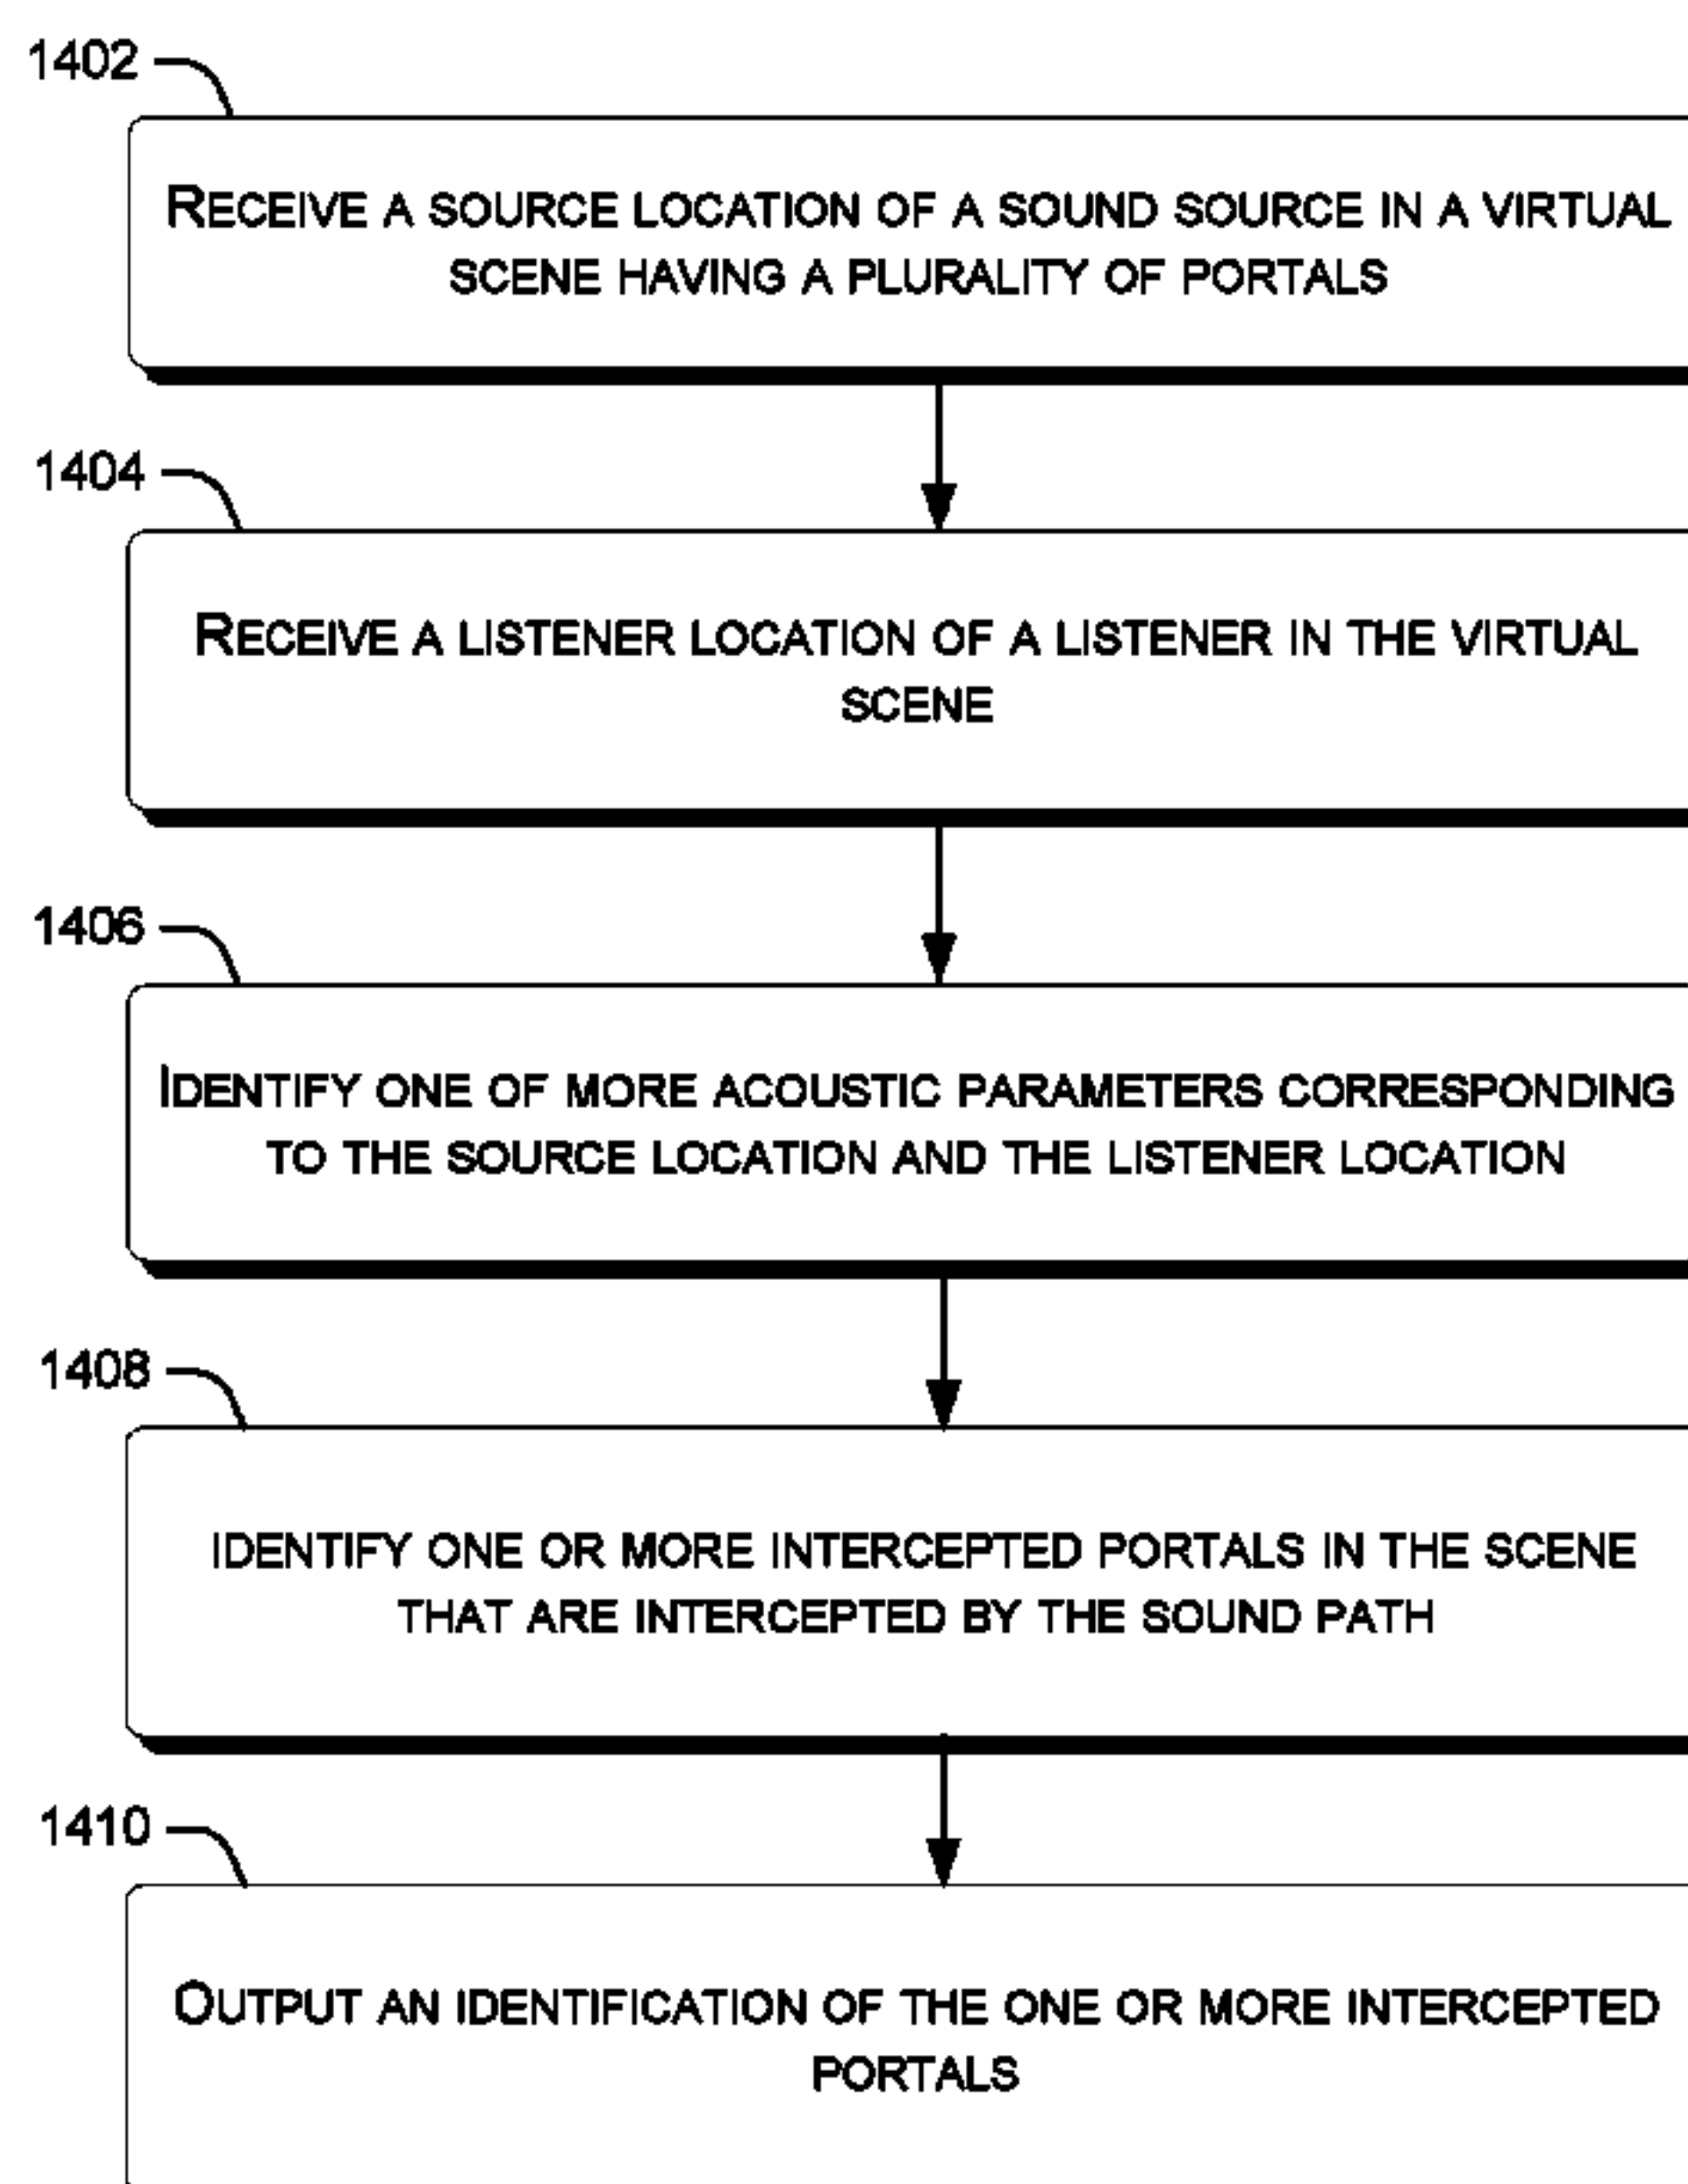 1402
RECEIVE A SOURCE LOCATION OF A SOUND SOURCE IN A VIRTUAL
SCENE HAVING A PLURALITY OF PORTALS
1404
RECEIVE A LISTENER LOCATION OF A LISTENER IN THE VIRTUAL
SCENE
1406
IDENTIFY ONE OF MORE ACOUSTIC PARAMETERS CORRESPONDING
TO THE SOURCE LOCATION AND THE LISTENER LOCATION
1408
IDENTIFY ONE OR MORE INTERCEPTED PORTALS IN THE SCENE
THAT ARE INTERCEPTED BY THE SOUND PATH
1410
OUTPUT AN IDENTIFICATION OF THE ONE OR MORE INTERCEPTED
PORTALS